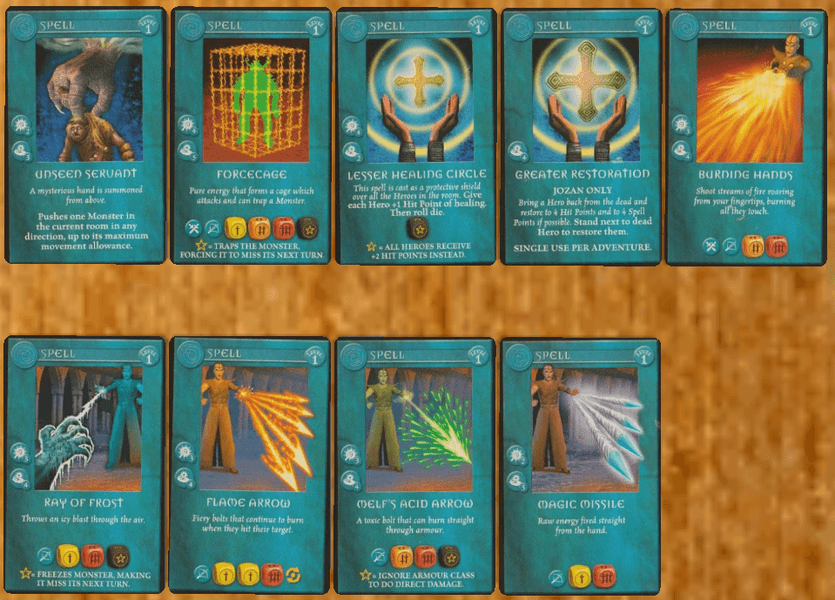 SPELL
LEVEL 1
UNSEEN SERVANT
A mysterious hand is summoned
from above.
Pushes one Monster in
the current room in any
direction, up to its maximum
movement allowance.
SPELL
LEVEL 1
FORCECAGE
Pure energy that forms a cage which
attacks and can trap a Monster.
= TRAPS THE MONSTER,
FORCING IT TO MISS ITS NEXT TURN
SPELL
LEVEL 1
LESSER HEALING CIRCLE
This spell is cast as a protective shield
over all the Heroes in the room. Give
each Hero +1 Hit Point of healing.
Then roll die.
= ALL HEROES RECEIVE
+2 HIT POINTS INSTEAD.
SPELL
LEVEL 1
GREATER RESTORATION
JOZAN ONLY
Bring a Hero back from the dead and
restore to 4 Hit Points and to 4 Spell
Points if possible. Stand next to dead
Hero to restore them.
SINGLE USE PER ADVENTURE.
SPELL
LEVEL 1
BURNING HANDS
Shoot streams of fire roaring
from your fingertips, burning
all they touch.
SPELL
LEVEL 1
RAY OF FROST
Throws an icy blast through the air.
= FREEZES MONSTER, MAKING
IT MISS ITS NEXT TURN.
SPELL
LEVEL 1
FLAME ARROW
Fiery bolts that continue to burn
when they hit their target.
SPELL
LEVEL 1
MELF'S ACID ARROW
A toxic bolt that can burn straight
through armour.
= IGNORE ARMOUR CLASS
TO DO DIRECT DAMAGE.
SPELL
LEVEL 1
MAGIC MISSILE
Raw energy fired straight
from the hand.